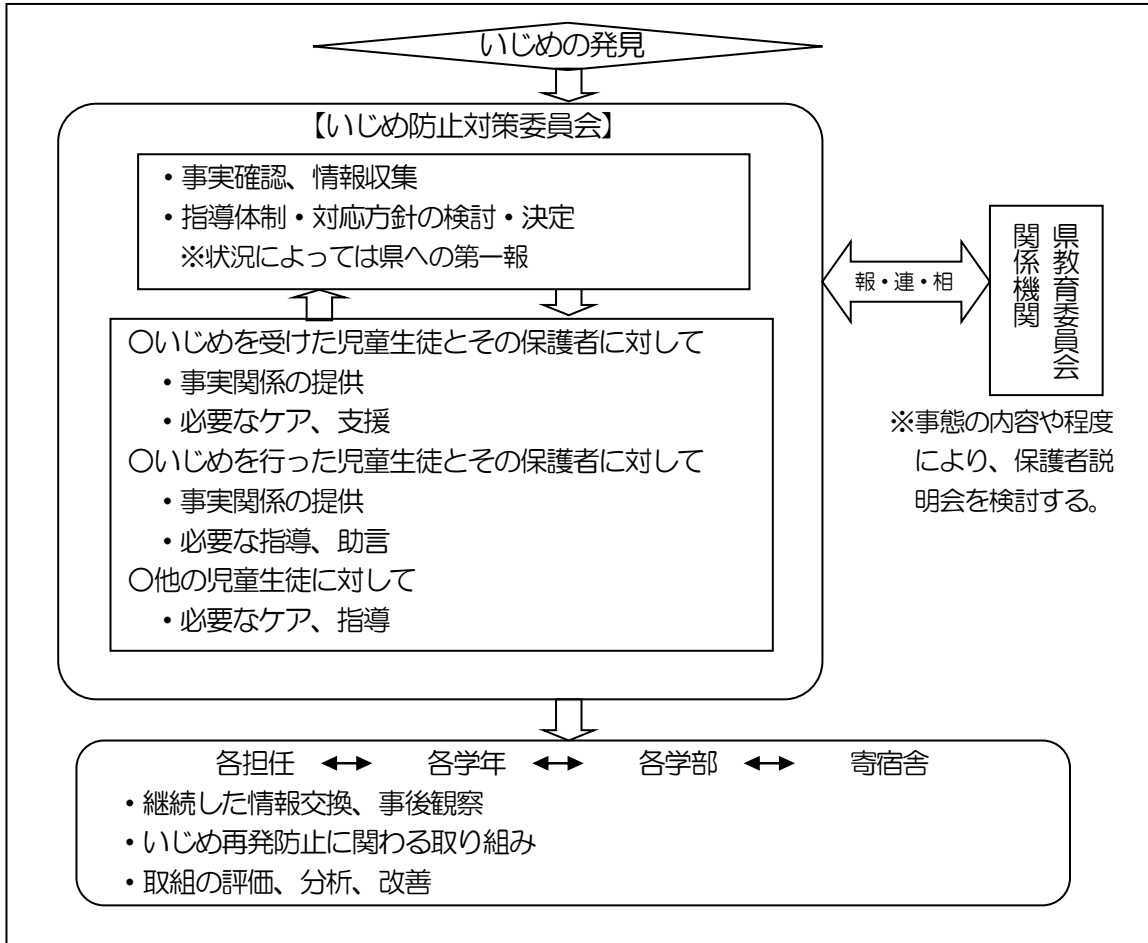 いじめの発見
【いじめ防止対策委員会】
・事実確認、情報収集
・指導体制・対応方針の検討・決定
※状況によっては県への第一報
〇いじめを受けた児童生徒とその保護者に対して
・事実関係の提供
・必要なケア、支援
〇いじめを行った児童生徒とその保護者に対して
・事実関係の提供
・必要な指導、助言
〇他の児童生徒に対して
・必要なケア、指導
報・連・相
県教育委員会
関係機関
※事態の内容や程度
により、保護者説
明会を検討する。
各担任 各学年 各学部 寄宿舎
・継続した情報交換、事後観察
・いじめ再発防止に関わる取り組み
・取組の評価、分析、改善